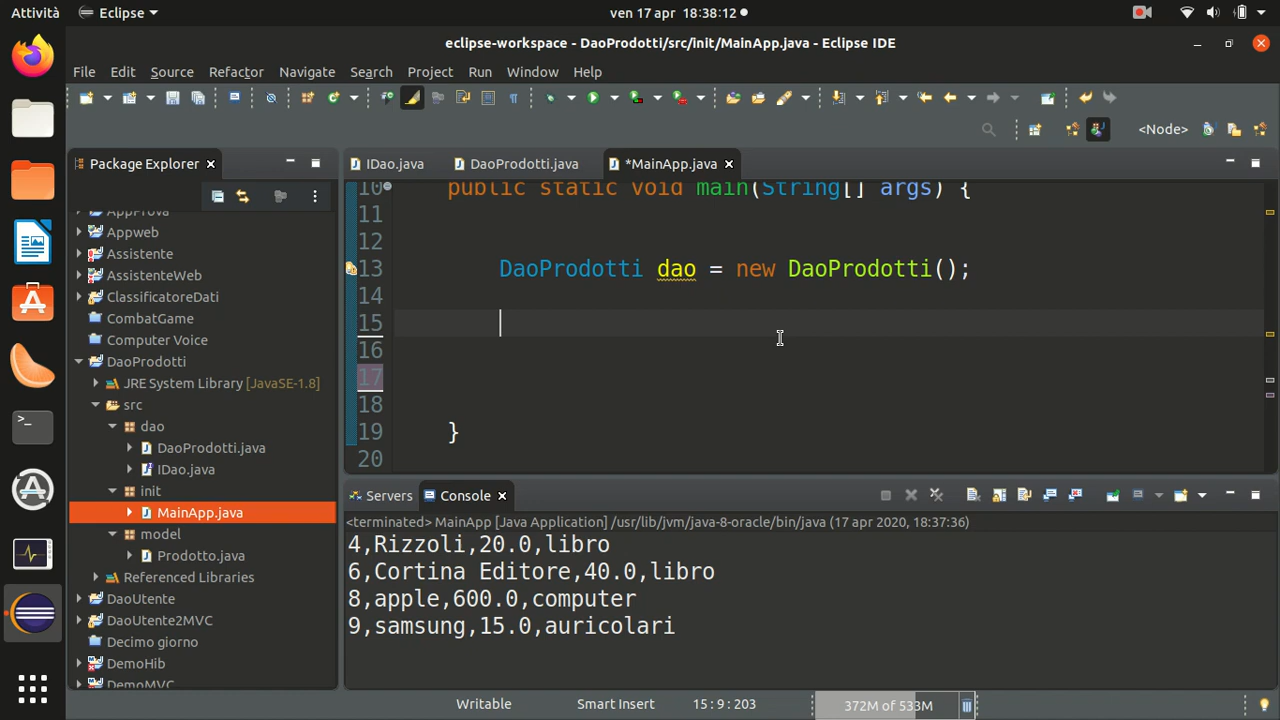 Attività Eclipse ven 17 apr 18:38:12
eclipse-workspace - DaoProdotti/src/init/MainApp.java - Eclipse IDE
File Edit Source Refactor Navigate Search Project Run Window Help
<Node>
Package Explorer
AppProva
Appweb
Assistente
AssistenteWeb
ClassificatoreDati
CombatGame
Computer Voice
DaoProdotti
JRE System Library [JavaSE-1.8]
src
dao
DaoProdotti.java
IDao.java
init
MainApp.java
model
Prodotto.java
Referenced Libraries
DaoUtente
DaoUtente2MVC
Decimo giorno
DemoHib
DemoMVC
IDao.java DaoProdotti.java *MainApp.java
10 public static void main(String[] args) {
11
12
13 DaoProdotti dao = new DaoProdotti();
14
15
16
17
18
19 }
20
Servers Console
<terminated> MainApp [Java Application] /usr/lib/jvm/java-8-oracle/bin/java (17 apr 2020, 18:37:36)
4,Rizzoli,20.0,libro
6,Cortina Editore,40.0,libro
8,apple,600.0,computer
9,samsung,15.0,auricolari
Writable Smart Insert 15:9:203 372M of 533M